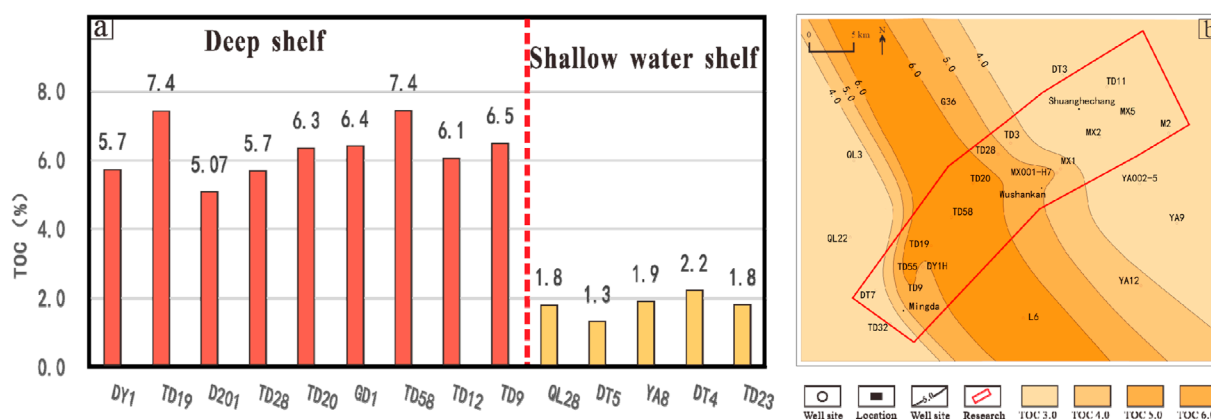 a
Deep shelf
Shallow water shelf
TOC (%)
8.0
6.0
4.0
2.0
0.0
5.7
7.4
5.07
5.7
6.3
6.4
7.4
6.1
6.5
1.8
1.3
1.9
2.2
1.8
DY1
TD19
D201
TD28
TD20
GD1
TD58
TD12
TD9
QL28
DT5
YA8
DT4
TD23
b
0 5 km
N
4.0
5.0
6.0
6.0
5.0
4.0
DT3
TD11
G36
Shuanghechang
MX5
M2
MX2
TD3
TD28
QL3
MX1
MX001-H7
TD20
YA002-5
Wushankan
TD58
YA9
QL22
TD19
TD55
DY1H
YA12
TD9
DT7
Mingda
L6
TD32
5.0
Well site
Location
Well site
Research
TOC 3.0
TOC 4.0
TOC 5.0
TOC 6.